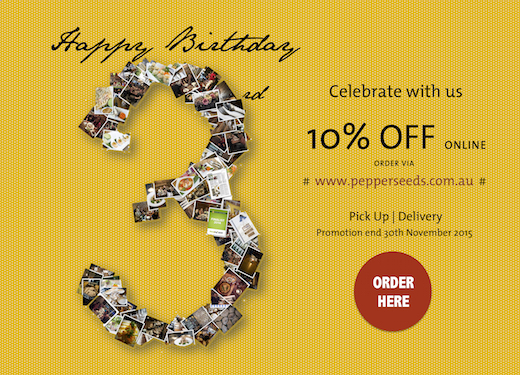 Happy Birthday
3rd
Celebrate with us
10% OFF ONLINE
ORDER VIA
# www.pepperseeds.com.au #
Pick Up | Delivery
Promotion end 30th November 2015
ORDER
HERE